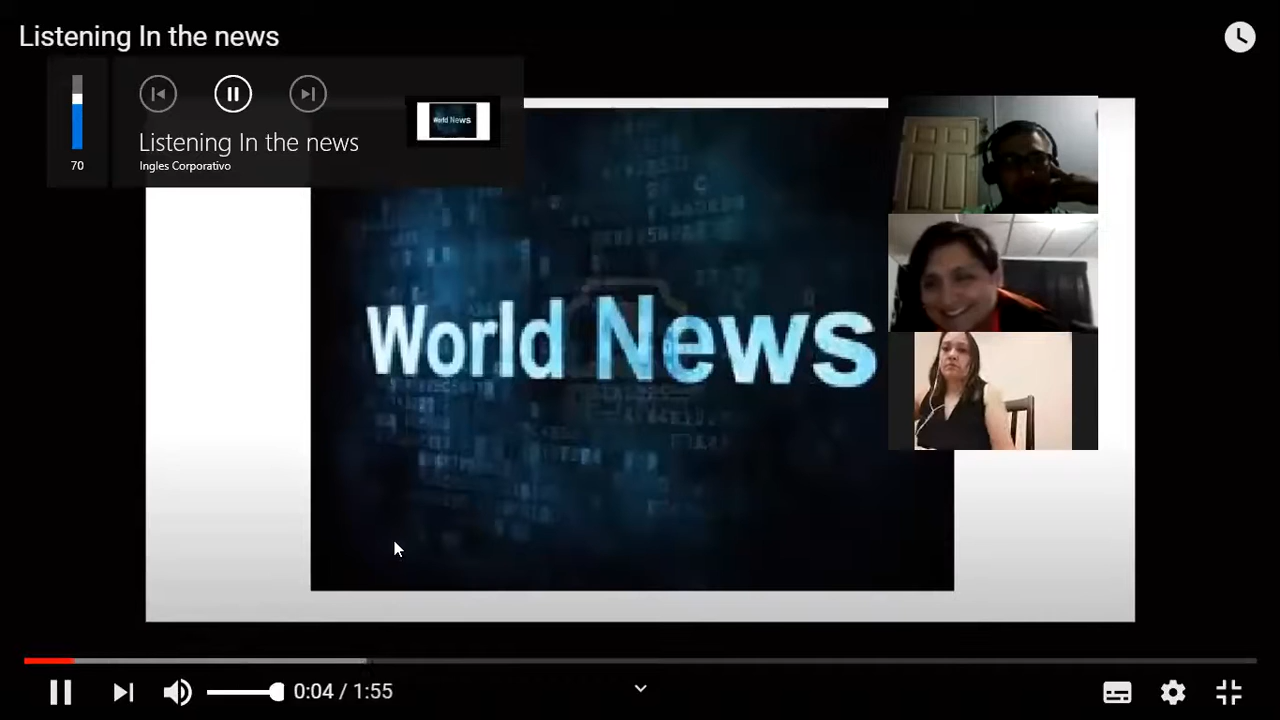 Listening In the news
70
Listening In the news
Ingles Corporativo
World News
World News
0:04 / 1:55